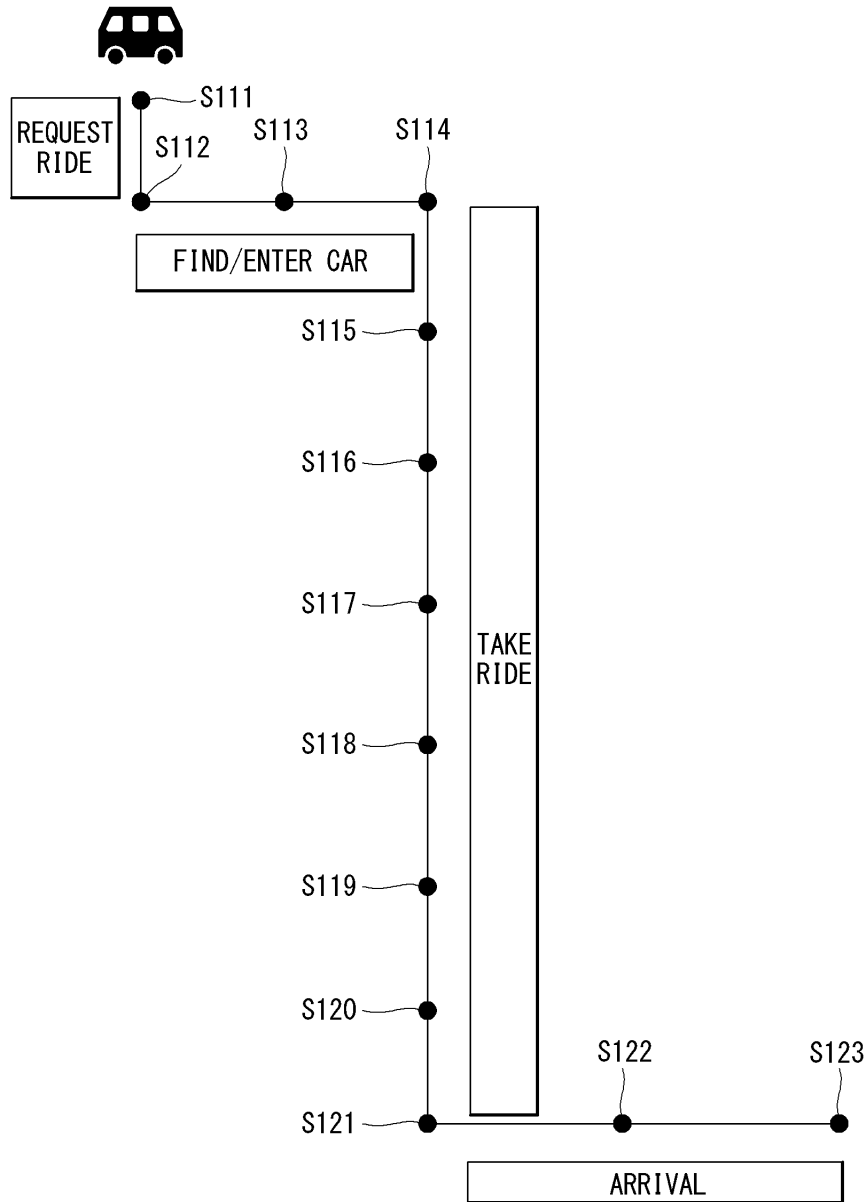 S111
REQUEST
RIDE
S112
S113
S114
FIND/ENTER CAR
S115
S116
S117
TAKE
RIDE
S118
S119
S120
S122
S123
S121
ARRIVAL